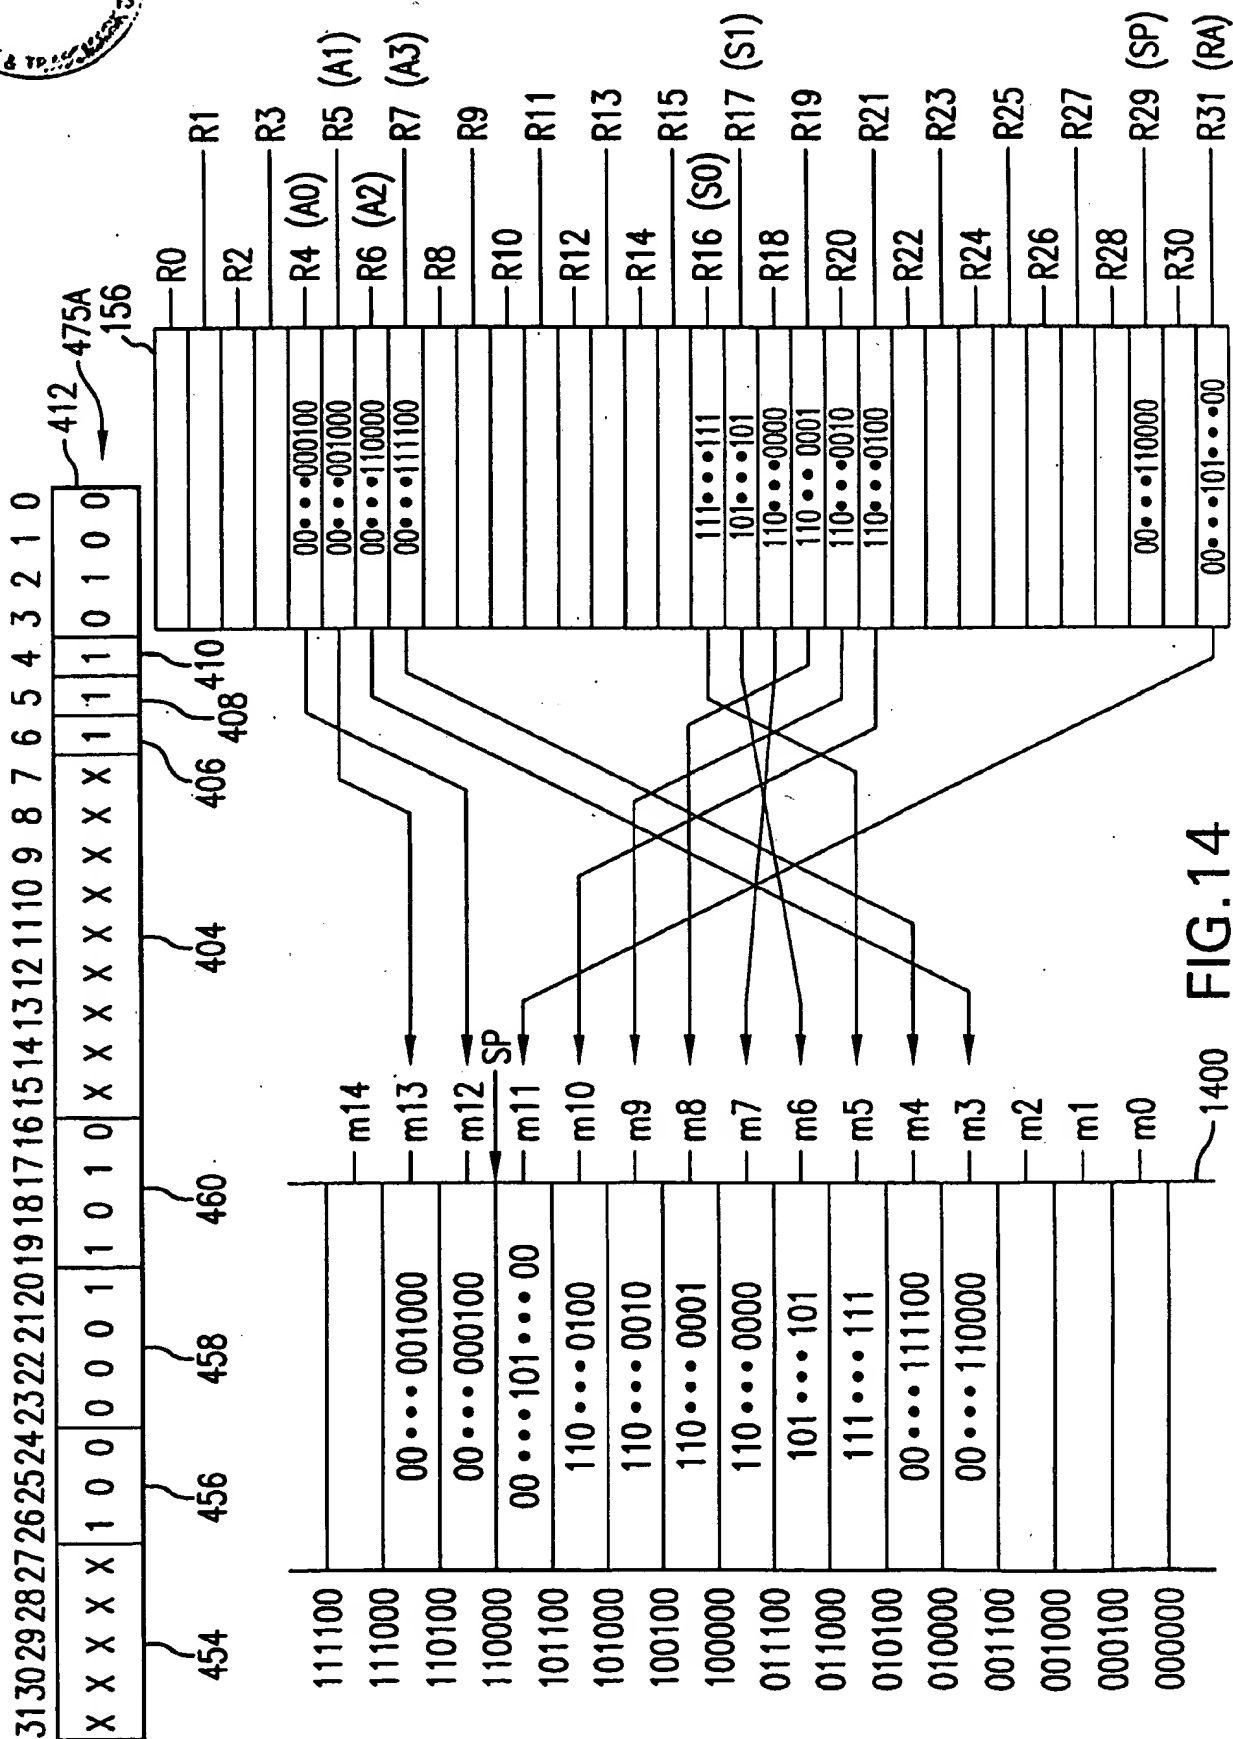 31 30 29 28 27 26 25 24 23 22 21 20 19 18 17 16 15 14 13 12 11 10 9 8 7 6 5 4 3 2 1 0
X X X X 1 0 0 0 0 0 1 1 0 1 0 X X X X X X X X X 1 1 1 0 1 0 0
412
475A
454 456 458 460 404 406 408 410
156
111100
m14
111000 00••••001000 m13
110100 00••••000100 m12
110000 SP
00••••101••••00 m11
101100 110••••0100 m10
101000 110••••0010 m9
100100 110••••0001 m8
100000 110••••0000 m7
011100 101••••101 m6
011000 111••••111 m5
010100 00••••111100 m4
010000 00••••110000 m3
001100 m2
001000 m1
000100 m0
000000
1400
R0
R1
R2
R3
00•••000100 R4 (A0)
00•••001000 R5 (A1)
00•••110000 R6 (A2)
00•••111100 R7 (A3)
R8
R9
R10
R11
R12
R13
R14
R15
111•••111 R16 (S0)
101•••101 R17 (S1)
110•••0000 R18
110•••0001 R19
110•••0010 R20
110•••0100 R21
R22
R23
R24
R25
R26
R27
R28
00•••110000 R29 (SP)
R30
00•••101•••00 R31 (RA)
FIG.14